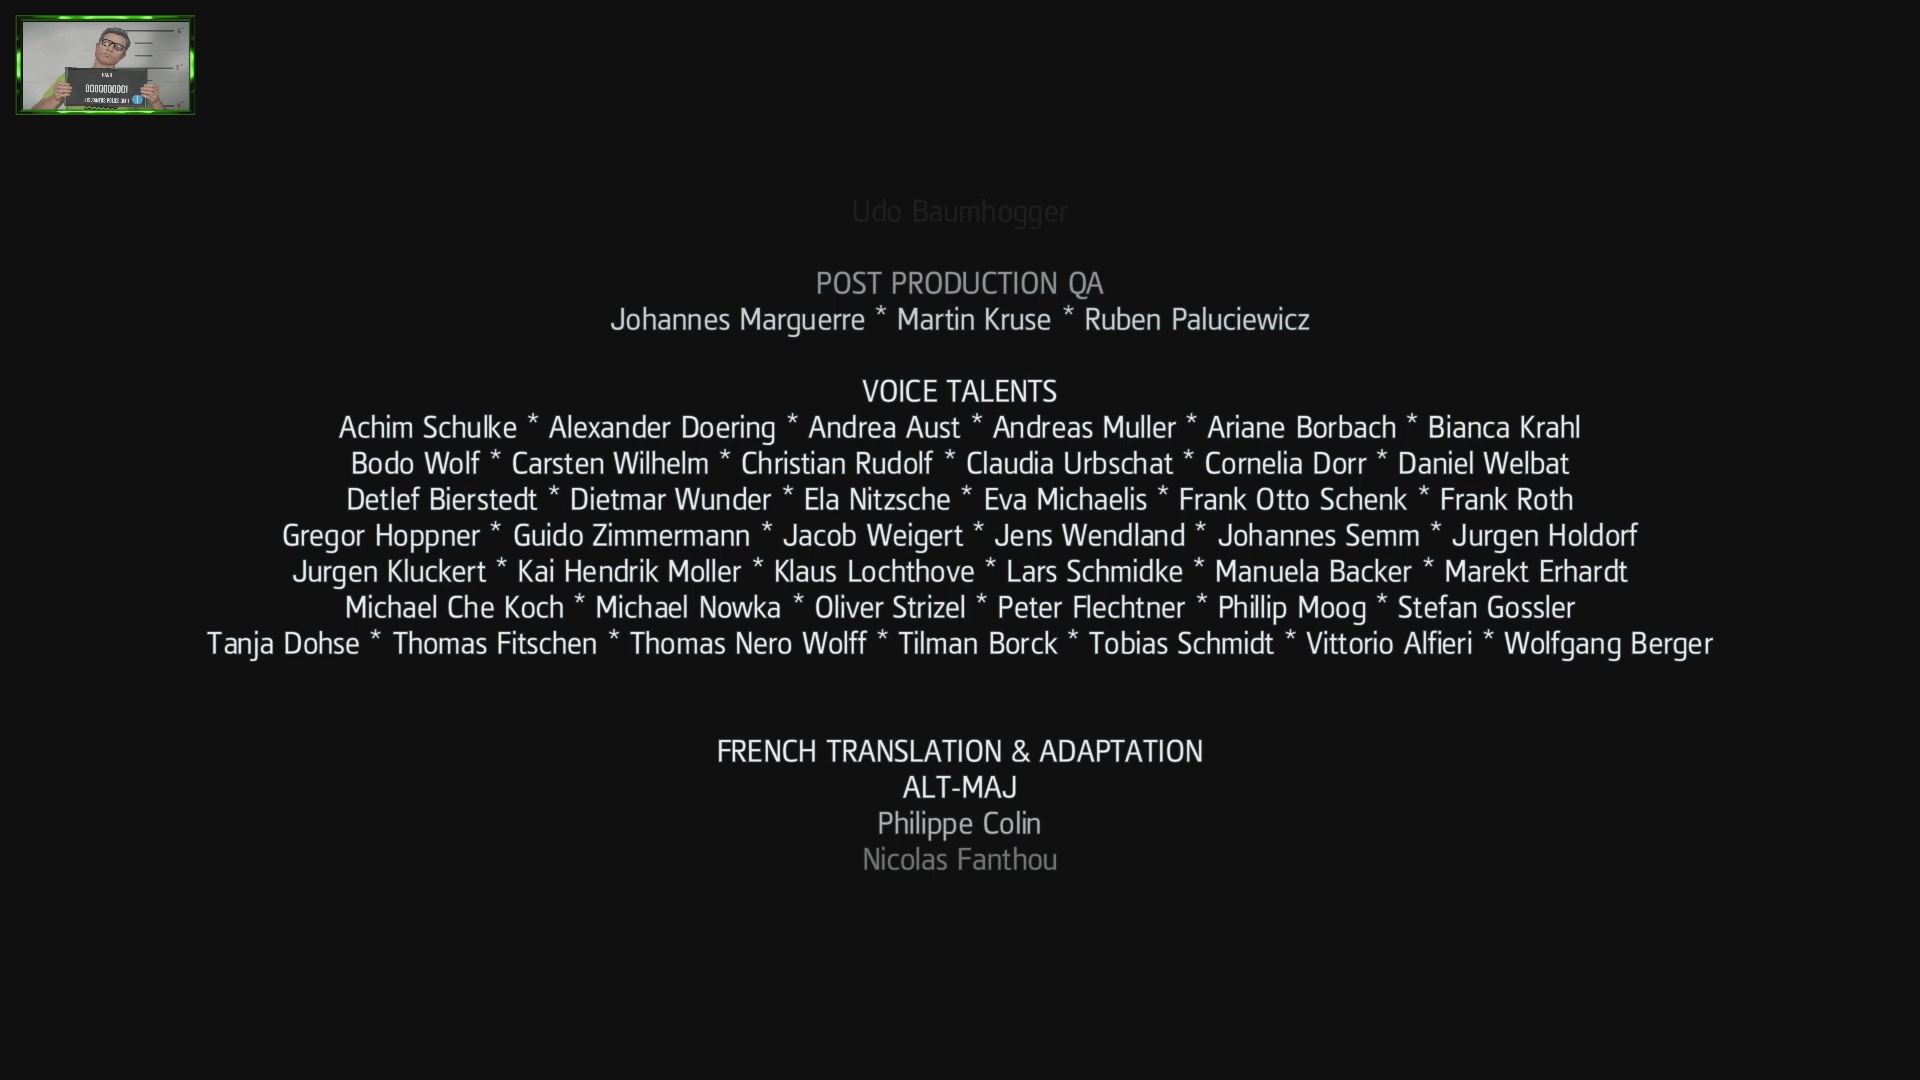 0000000001
Udo Baumhogger
POST PRODUCTION QA
Johannes Marguerre * Martin Kruse * Ruben Paluciewicz
VOICE TALENTS
Achim Schulke * Alexander Doering * Andrea Aust * Andreas Muller * Ariane Borbach * Bianca Krahl
Bodo Wolf * Carsten Wilhelm * Christian Rudolf * Claudia Urbschat * Cornelia Dorr * Daniel Welbat
Detlef Bierstedt * Dietmar Wunder * Ela Nitzsche * Eva Michaelis * Frank Otto Schenk * Frank Roth
Gregor Hoppner * Guido Zimmermann * Jacob Weigert * Jens Wendland * Johannes Semm * Jurgen Holdorf
Jurgen Kluckert * Kai Hendrik Moller * Klaus Lochthove * Lars Schmidke * Manuela Backer * Marekt Erhardt
Michael Che Koch * Michael Nowka * Oliver Strizel * Peter Flechtner * Phillip Moog * Stefan Gossler
Tanja Dohse * Thomas Fitschen * Thomas Nero Wolff * Tilman Borck * Tobias Schmidt * Vittorio Alfieri * Wolfgang Berger
FRENCH TRANSLATION & ADAPTATION
ALT-MAJ
Philippe Colin
Nicolas Fanthou